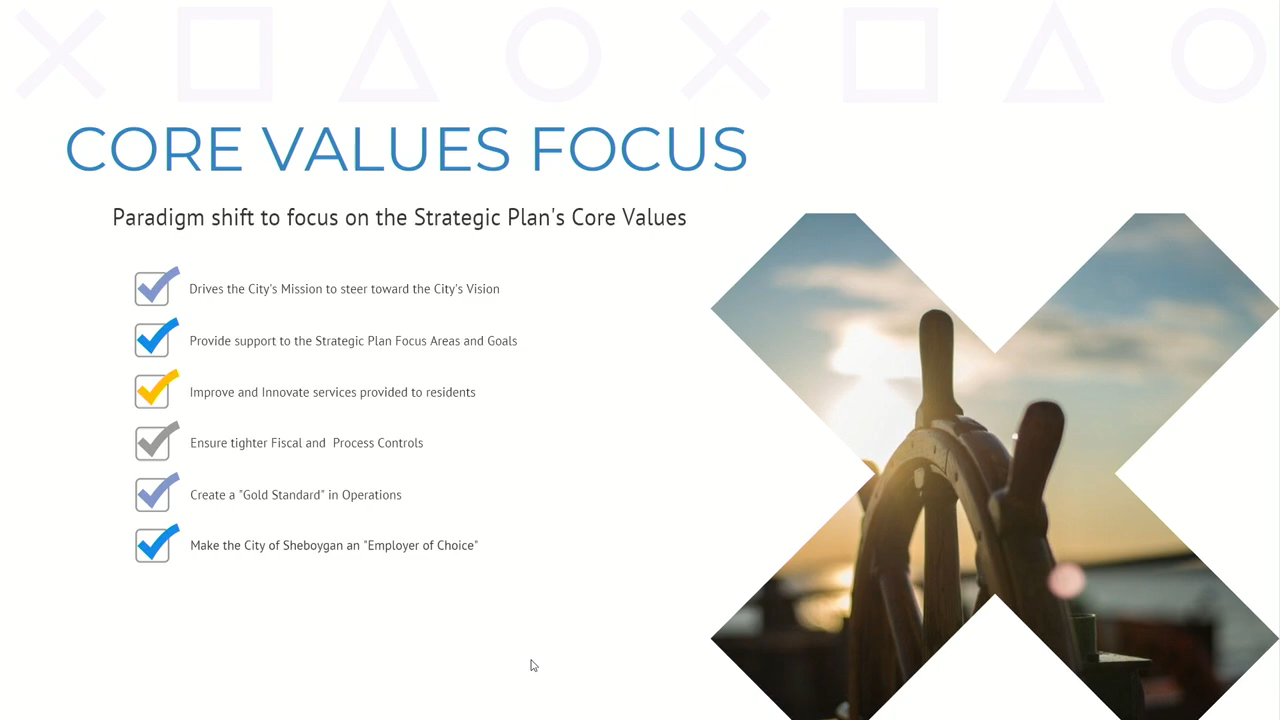 CORE VALUES FOCUS
Paradigm shift to focus on the Strategic Plan's Core Values
Drives the City's Mission to steer toward the City's Vision
Provide support to the Strategic Plan Focus Areas and Goals
Improve and Innovate services provided to residents
Ensure tighter Fiscal and  Process Controls
Create a "Gold Standard" in Operations
Make the City of Sheboygan an "Employer of Choice"